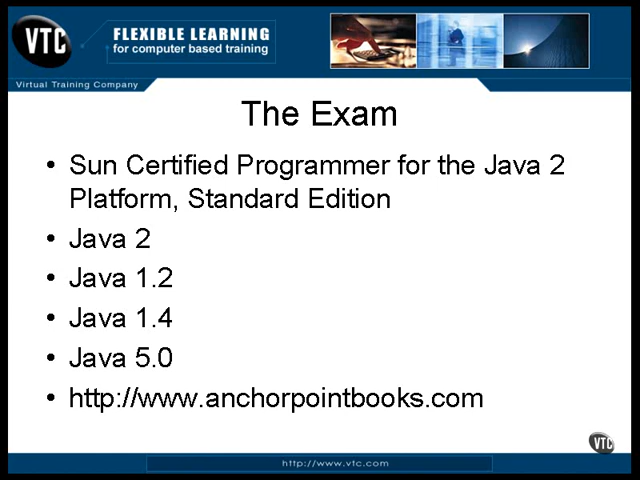 VTC
FLEXIBLE LEARNING
for computer based training
Virtual Training Company
The Exam
• Sun Certified Programmer for the Java 2
Platform, Standard Edition
• Java 2
• Java 1.2
• Java 1.4
• Java 5.0
• http://www.anchorpointbooks.com
VTC
http://www.vtc.com